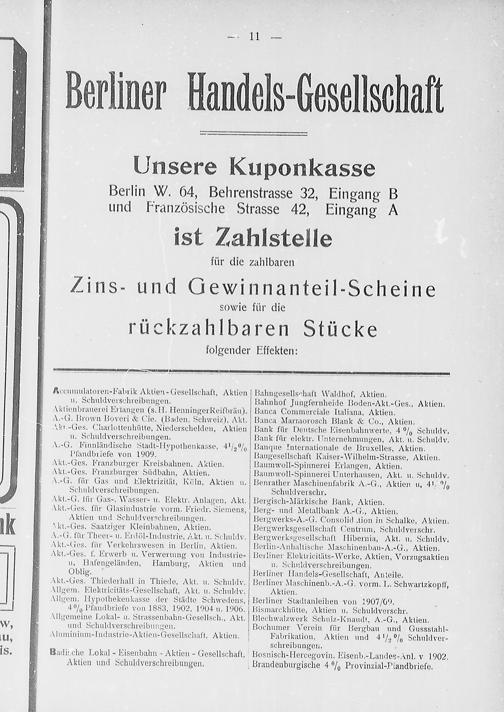 — 11 —
Berliner Handels-Gesellschaft
Unsere Kuponkasse
Berlin W. 64, Behrenstrasse 32, Eingang B
und Französische Strasse 42, Eingang A
ist Zahlstelle
für die zahlbaren
Zins- und Gewinnanteil-Scheine
sowie für die
rückzahlbaren Stücke
folgender Effekten:
Accumulatoren-Fabrik Aktien-Gesellschaft, Aktien
u. Schuldverschreibungen.
Aktienbrauerei Erlangen (s. H. Henninger Reifbräu).
A.-G. Brown Boveri & Cie. (Baden, Schweiz), Akt.
Akt.-Ges. Charlottenhütte, Niederschelden, Aktien
u. Schuldverschreibungen.
A.-G. Finnländische Stadt-Hypothekenkasse, 4½%
Pfandbriefe von 1909.
Akt.-Ges. Franzburger Kreisbahnen, Aktien.
Akt.-Ges. Franzburger Südbahn, Aktien.
A.-G. für Gas und Elektrizität, Köln, Aktien u.
Schuldverschreibungen.
Akt.-G. für Gas-, Wasser- u. Elektr. Anlagen, Akt.
Akt.-Ges. für Glasindustrie vorm. Friedr. Siemens,
Aktien und Schuldverschreibungen.
Akt.-Ges. Saatziger Kleinbahnen, Aktien.
A.-G. für Theer- u. Erdöl-Industrie, Akt. u. Schuldv.
Akt.-Ges. für Verkehrswesen in Berlin, Aktien.
Akt.-Ges. f. Erwerb u. Verwertung von Industrie-
u. Hafengeländen, Hamburg, Aktien und
Oblig.
Akt.-Ges. Thiederhall in Thiede, Akt. u. Schuldv.
Allgem. Elektricitäts-Gesellschaft, Akt. u. Schuldv.
Allgem. Hypothekenkasse der Städte Schwedens,
4% Pfandbriefe von 1883, 1902, 1904 u. 1906.
Allgemeine Lokal- u. Strassenbahn-Gesellsch., Akt.
und Schuldverschreibungen.
Aluminium-Industrie-Aktien-Gesellschaft, Aktien.
Badische Lokal-Eisenbahn-Aktien-Gesellschaft,
Aktien und Schuldverschreibungen.
Bahngesellschaft Waldhof, Aktien.
Bahnhof Jungfernheide Boden-Akt.-Ges., Aktien.
Banca Commerciale Italiana, Aktien.
Banca Marmorosch Blank & Co., Aktien.
Bank für Deutsche Eisenbahnwerte, 4% Schuldv.
Bank für elektr. Unternehmungen, Akt. u. Schuldv.
Banque Internationale de Bruxelles, Aktien.
Baugesellschaft Kaiser-Wilhelm-Strasse, Aktien.
Baumwoll-Spinnerei Erlangen, Aktien.
Baumwoll-Spinnerei Unterhausen, Akt. u. Schuldv.
Benrather Maschinenfabrik A.-G., Aktien u. 4½%
Schuldverschr.
Bergisch-Märkische Bank, Aktien.
Berg- und Metallbank A.-G., Aktien.
Bergwerks-A.-G. Consolidation in Schalke, Aktien.
Bergwerksgesellschaft Centrum, Schuldverschr.
Bergwerksgesellschaft Hibernia, Akt. u. Schuldv.
Berlin-Anhaltische Maschinenbau-A.-G., Aktien.
Berliner Elektricitäts-Werke, Aktien, Vorzugsaktien
u. Schuldverschreibungen.
Berliner Handels-Gesellschaft, Anteile.
Berliner Maschinenb.-A.-G. vorm. L. Schwartzkopff,
Aktien.
Berliner Stadtanleihen von 1907/09.
Bismarckhütte, Aktien u. Schuldverschr.
Blechwalzwerk Schulz-Knaudt, A.-G., Aktien.
Bochumer Verein für Bergbau und Gussstahl-
Fabrikation, Aktien und 4½% Schuldver-
schreibungen.
Bosnisch-Hercegovin. Eisenb.-Landes-Anl. v. 1902.
Brandenburgische 4% Provinzial-Pfandbriefe.
nk
w,
u,
is.